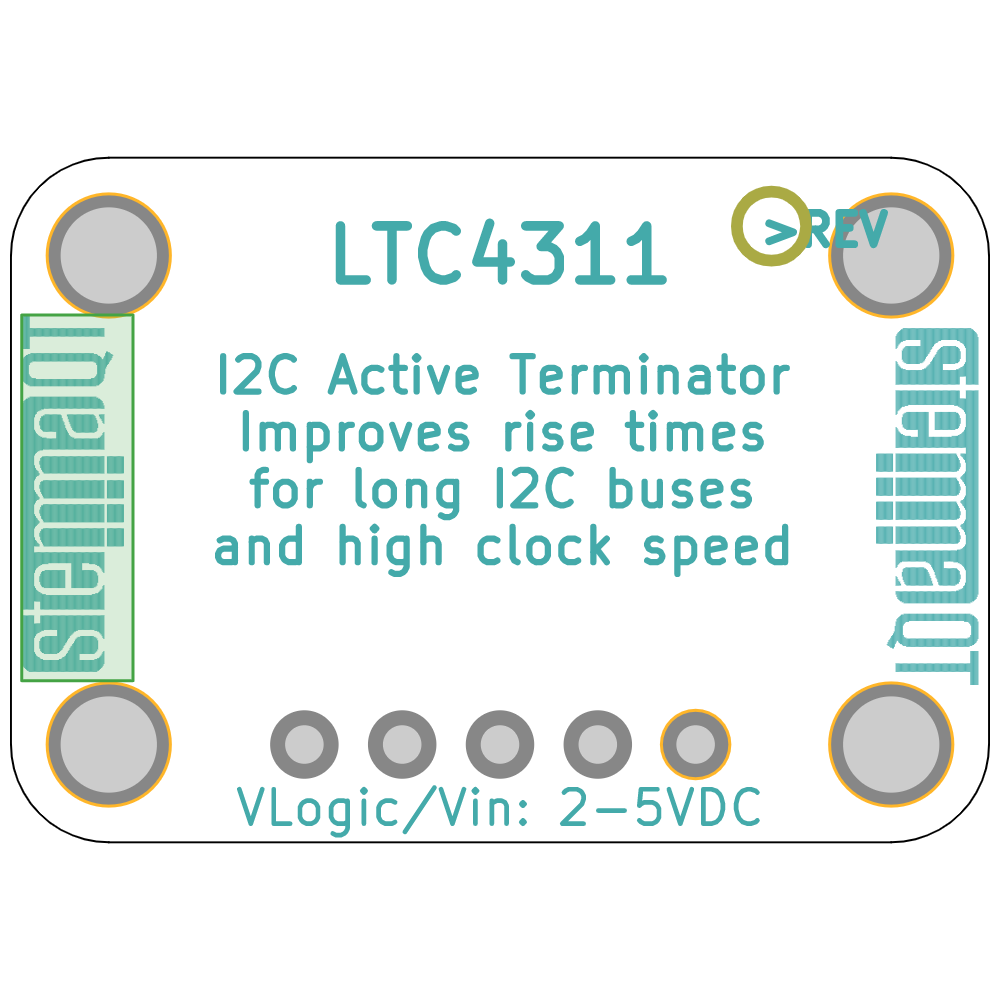 LTC4311
>REV
I2C Active Terminator
Improves rise times
for long I2C buses
and high clock speed
stemmaQT
stemmaQT
VLogic/Vin: 2-5VDC